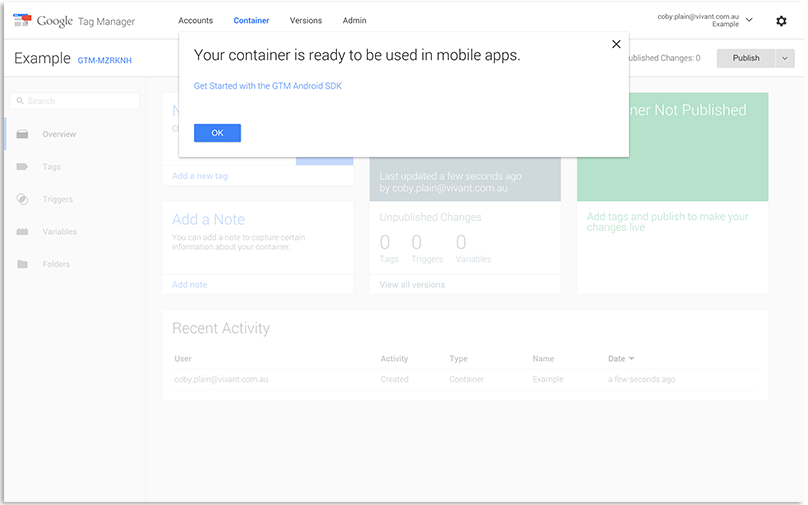 Google Tag Manager
Accounts
Container
Versions
Admin
coby.plain@vivant.com.au
Example
Example
GTM-MZRKNH
Changes: 0
Publish
Your container is ready to be used in mobile apps.
Get Started with the GTM Android SDK
OK
Search
Overview
Tags
Triggers
Variables
Folders
Add a new tag
Last updated a few seconds ago
by coby.plain@vivant.com.au
Not Published
Add tags and publish to make your
changes live
Add a Note
You can add a note to capture certain
information about your container.
Add note
Unpublished Changes
0
0
0
Tags
Triggers
Variables
View all versions
Recent Activity
User
Activity
Type
Name
Date
coby.plain@vivant.com.au
Created
Container
Example
a few seconds ago